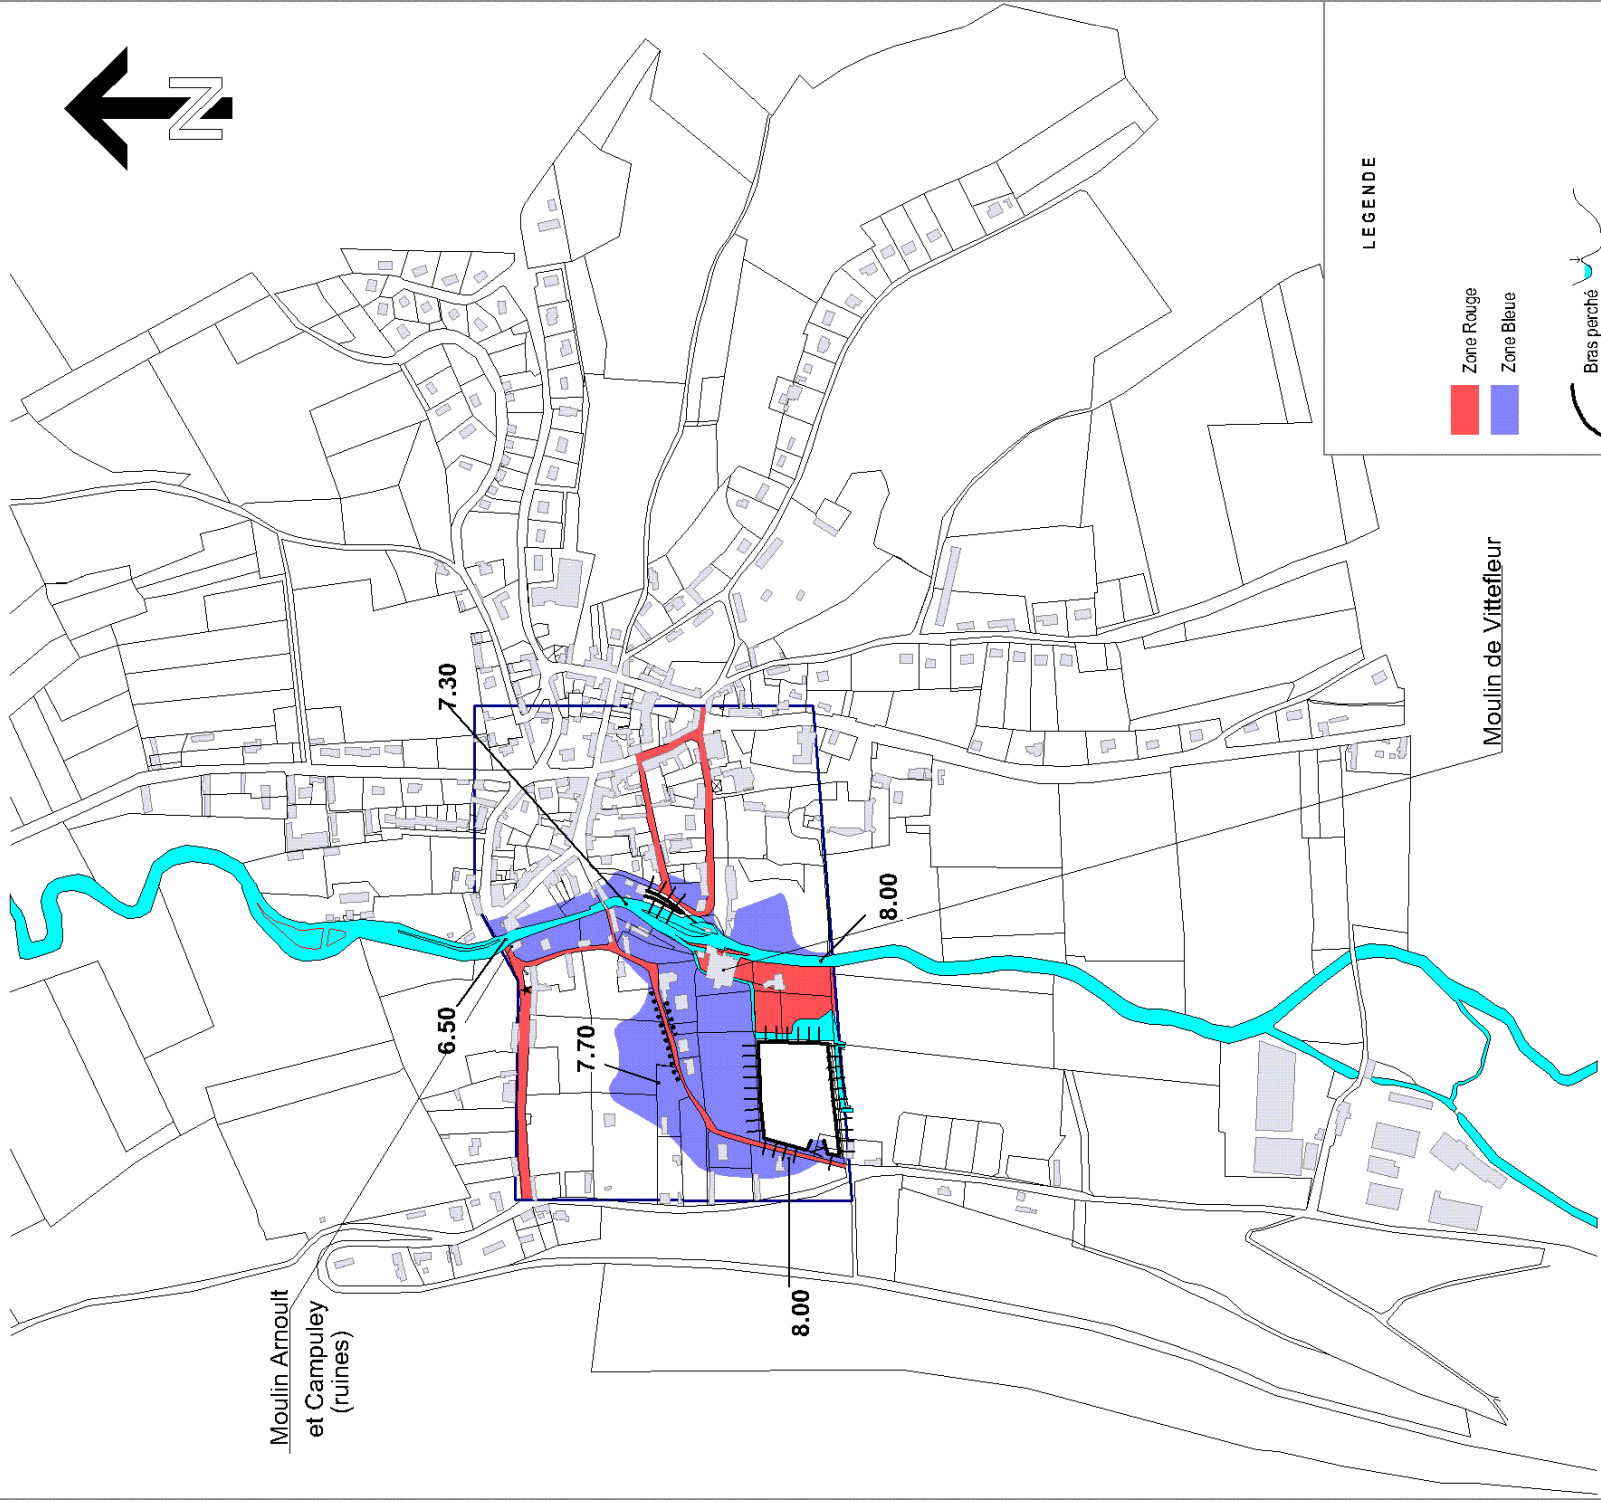 N
7.30
6.50
7.70
8.00
8.00
Moulin Arnoult
et Campuley
(ruines)
Moulin de Vittefleur
LEGENDE
Zone Rouge
Zone Bleue
Bras perché